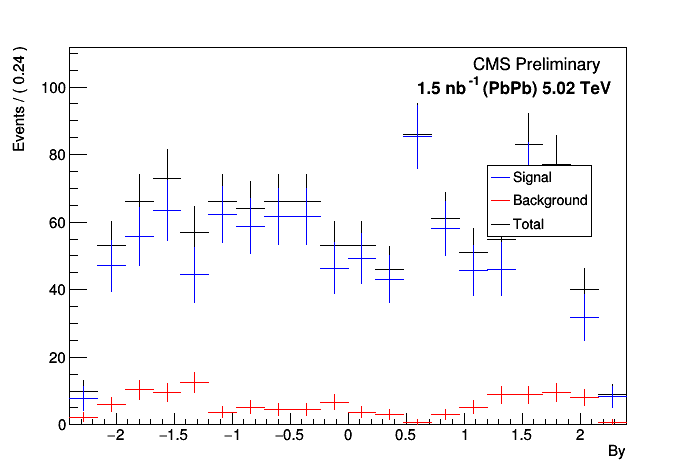 CMS Preliminary
1.5 nb⁻¹ (PbPb) 5.02 TeV
Events / ( 0.24 )
100
80
60
40
20
0
Signal
Background
Total
−2 −1.5 −1 −0.5 0 0.5 1 1.5 2
By